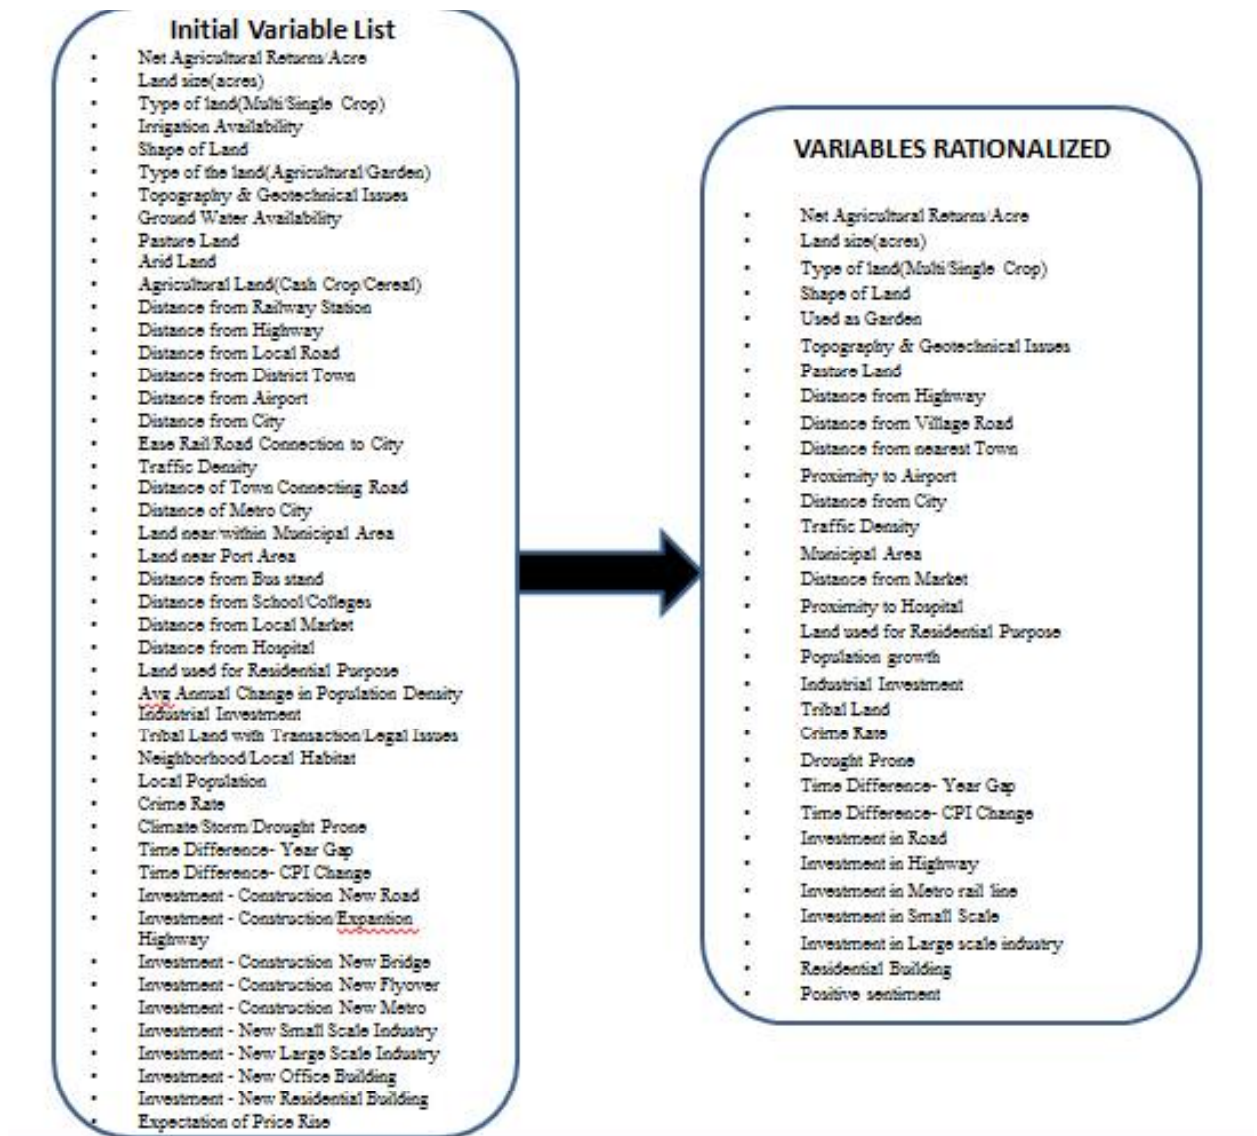 Initial Variable List
• Net Agricultural Returns/Acre
• Land size(acres)
• Type of land(Multi/Single Crop)
• Irrigation Availability
• Shape of Land
• Type of the land(Agricultural/Garden)
• Topography & Geotechnical Issues
• Ground Water Availability
• Pasture Land
• Arid Land
• Agricultural Land(Cash Crop/Cereal)
• Distance from Railway Station
• Distance from Highway
• Distance from Local Road
• Distance from District Town
• Distance from Airport
• Distance from City
• Ease Rail/Road Connection to City
• Traffic Density
• Distance of Town Connecting Road
• Distance of Metro City
• Land near/within Municipal Area
• Land near Port Area
• Distance from Bus stand
• Distance from School/Colleges
• Distance from Local Market
• Distance from Hospital
• Land used for Residential Purpose
• Avg Annual Change in Population Density
• Industrial Investment
• Tribal Land with Transaction/Legal Issues
• Neighborhood/Local Habitat
• Local Population
• Crime Rate
• Climate/Storm/Drought Prone
• Time Difference- Year Gap
• Time Difference- CPI Change
• Investment - Construction New Road
• Investment - Construction/Expantion
Highway
• Investment - Construction New Bridge
• Investment - Construction New Flyover
• Investment - Construction New Metro
• Investment - New Small Scale Industry
• Investment - New Large Scale Industry
• Investment - New Office Building
• Investment - New Residential Building
• Expectation of Price Rise
VARIABLES RATIONALIZED
• Net Agricultural Returns/Acre
• Land size(acres)
• Type of land(Multi/Single Crop)
• Shape of Land
• Used as Garden
• Topography & Geotechnical Issues
• Pasture Land
• Distance from Highway
• Distance from Village Road
• Distance from nearest Town
• Proximity to Airport
• Distance from City
• Traffic Density
• Municipal Area
• Distance from Market
• Proximity to Hospital
• Land used for Residential Purpose
• Population growth
• Industrial Investment
• Tribal Land
• Crime Rate
• Drought Prone
• Time Difference- Year Gap
• Time Difference- CPI Change
• Investment in Road
• Investment in Highway
• Investment in Metro rail line
• Investment in Small Scale
• Investment in Large scale industry
• Residential Building
• Positive sentiment